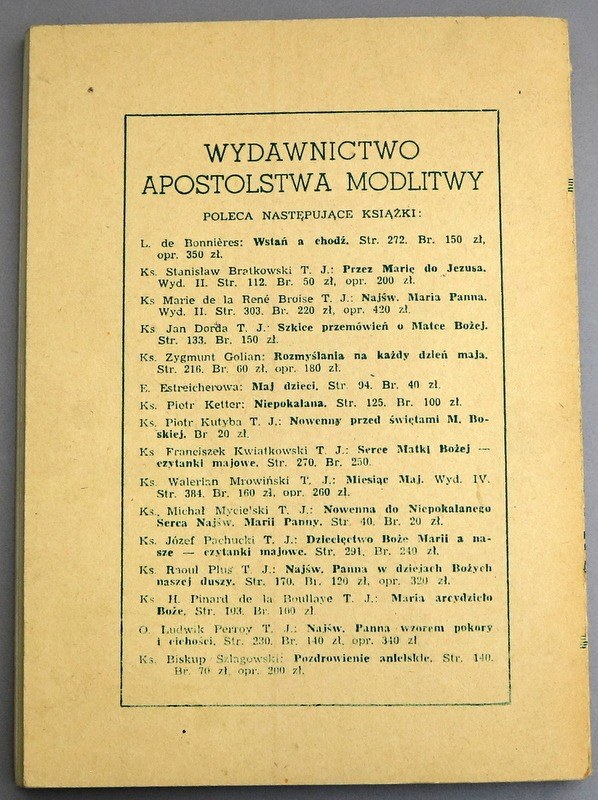 WYDAWNICTWO
APOSTOLSTWA MODLITWY
POLECA NASTĘPUJĄCE KSIĄŻKI:
L. de Bonnières: Wstań a chodź. Str. 272. Br. 150 zł,
opr. 350 zł.
Ks. Stanisław Bratkowski T. J.: Przez Marię do Jezusa.
Wyd. II. Str. 112. Br. 50 zł, opr. 200 zł.
Ks Marie de la René Broise T. J.: Najśw. Maria Panna.
Wyd. II. Str. 303. Br. 220 zł, opr. 420 zł.
Ks Jan Dorda T. J.: Szkice przemówień o Matce Bożej.
Str. 133. Br. 150 zł.
Ks. Zygmunt Golian: Rozmyślania na każdy dzień maja.
Str. 216. Br. 60 zł, opr. 180 zł.
E. Estreicherowa: Maj dzieci. Str. 94. Br. 40 zł.
Ks. Piotr Ketter: Niepokalana. Str. 125. Br. 100 zł.
Ks. Piotr Kutyba T. J.: Nowenny przed świętami M. Bo-
skiej. Br 20 zł.
Ks Franciszek Kwiatkowski T. J.: Serce Matki Bożej —
czytanki majowe. Str. 270. Br. 250.
Ks. Walerian Mrowiński T. J.: Miesiąc Maj. Wyd. IV.
Str. 384. Br. 160 zł, opr. 260 zł.
Ks. Michał Mycielski T. J.: Nowenna do Niepokalanego
Serca Najśw. Marii Panny. Str. 40. Br. 20 zł.
Ks. Józef Pachucki T. J.: Dziecięctwo Boże Marii a na-
sze — czytanki majowe. Str. 291. Br. 240 zł.
Ks. Raoul Plus T. J.: Najśw. Panna w dziejach Bożych
naszej duszy. Str. 170. Br. 120 zł, opr. 320 zł.
Ks H. Pinard de la Boullaye T. J.: Maria arcydzieło
Boże. Str. 193. Br. 100 zł.
O. Ludwik Perroy T. J.: Najśw. Panna wzorem pokory
i cichości. Str. 230. Br. 140 zł, opr. 340 zł.
Ks. Biskup Szlagowski: Pozdrowienie anielskie. Str. 140.
Br. 70 zł, opr. 200 zł.